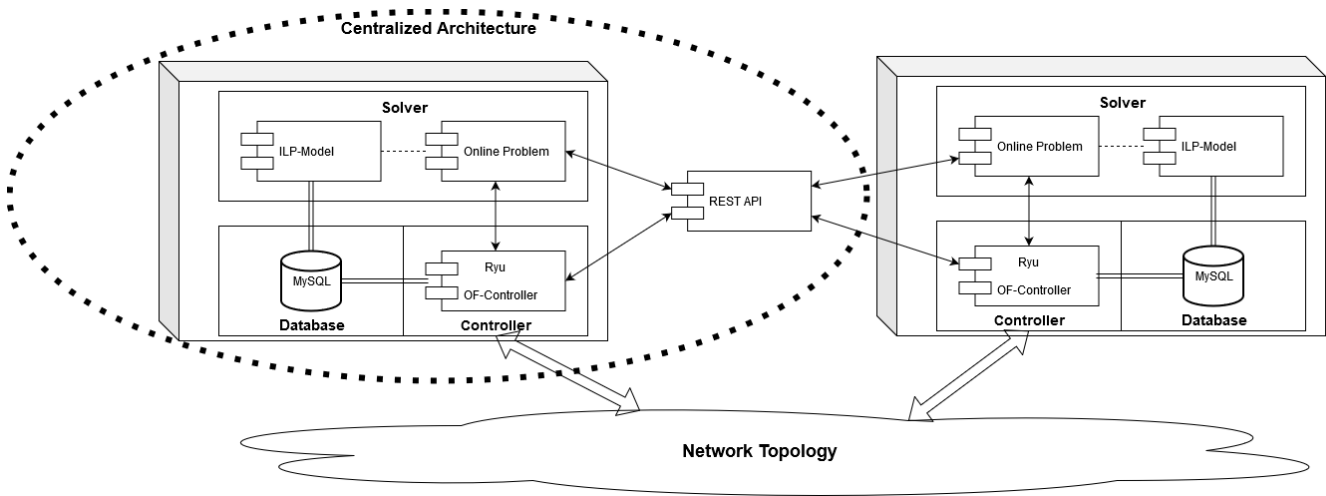 Centralized Architecture
Solver
ILP-Model
Online Problem
MySQL
Database
Ryu
OF-Controller
Controller
REST API
Solver
Online Problem
ILP-Model
Ryu
OF-Controller
Controller
MySQL
Database
Network Topology